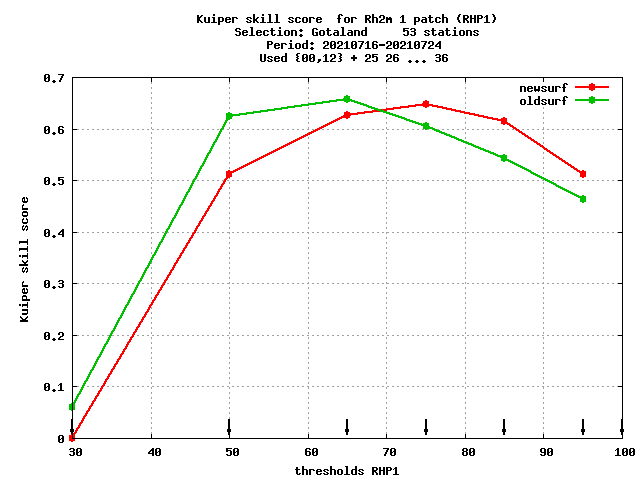 Kuiper skill score  for Rh2m 1 patch (RHP1)
Selection: Gotaland     53 stations
Period: 20210716-20210724
Used {00,12} + 25 26 ... 36
newsurf
oldsurf
0.7
0.6
0.5
0.4
0.3
0.2
0.1
0
Kuiper skill score
30 40 50 60 70 80 90 100
thresholds RHP1